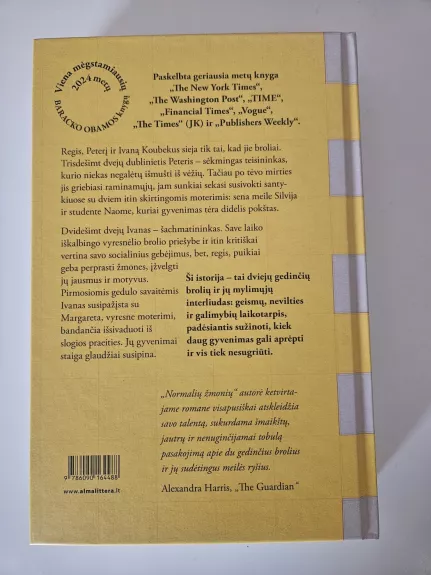 Viena mėgstamiausių
2024 metų
BARACKO OBAMOS knygų
Paskelbta geriausia metų knyga
„The New York Times“,
„The Washington Post“, „TIME“,
„Financial Times“, „Vogue“,
„The Times“ (JK) ir „Publishers Weekly“.
Regis, Peterį ir Ivaną Koubekus sieja tik tai, kad jie broliai.
Trisdešimt dvejų dublinietis Peteris – sėkmingas teisininkas,
kurio niekas negalėtų išmušti iš vėžių. Tačiau po tėvo mirties
jis griebiasi raminamųjų, jam sunkiai sekasi susivokti santy-
kiuose su dviem itin skirtingomis moterimis: sena meile Silvija
ir studente Naome, kuriai gyvenimas tėra didelis pokštas.
Dvidešimt dvejų Ivanas – šachmatininkas. Save laiko
iškalbingo vyresnėlio brolio priešybe ir itin kritiškai
vertina savo socialinius gebėjimus, bet, regis, puikiai
geba perprasti žmones, įžvelgti
jų jausmus ir motyvus.
Pirmosiomis gedulo savaitėmis
Ivanas susipažįsta su
Margareta, vyresne moterimi,
bandančia išsivaduoti iš
slogios praeities. Jų gyvenimai
staiga glaudžiai susipina.
Ši istorija – tai dviejų gedinčių
brolių ir jų mylimųjų
interliudas: geismų, nevilties
ir galimybių laikotarpis,
padėsiantis sužinoti, kiek
daug gyvenimas gali aprėpti
ir vis tiek nesugriūti.
„Normalių žmonių“ autorė ketvirta-
jame romane visapusiškai atskleidžia
savo talentą, sukurdama įmaikštų,
jautrų ir nenuginčijamai tobulą
pasakojimą apie du gedinčius brolius
ir jų sudėtingus meilės ryšius.
Alexandra Harris, „The Guardian“
9 786090 164488
www.almalittera.lt